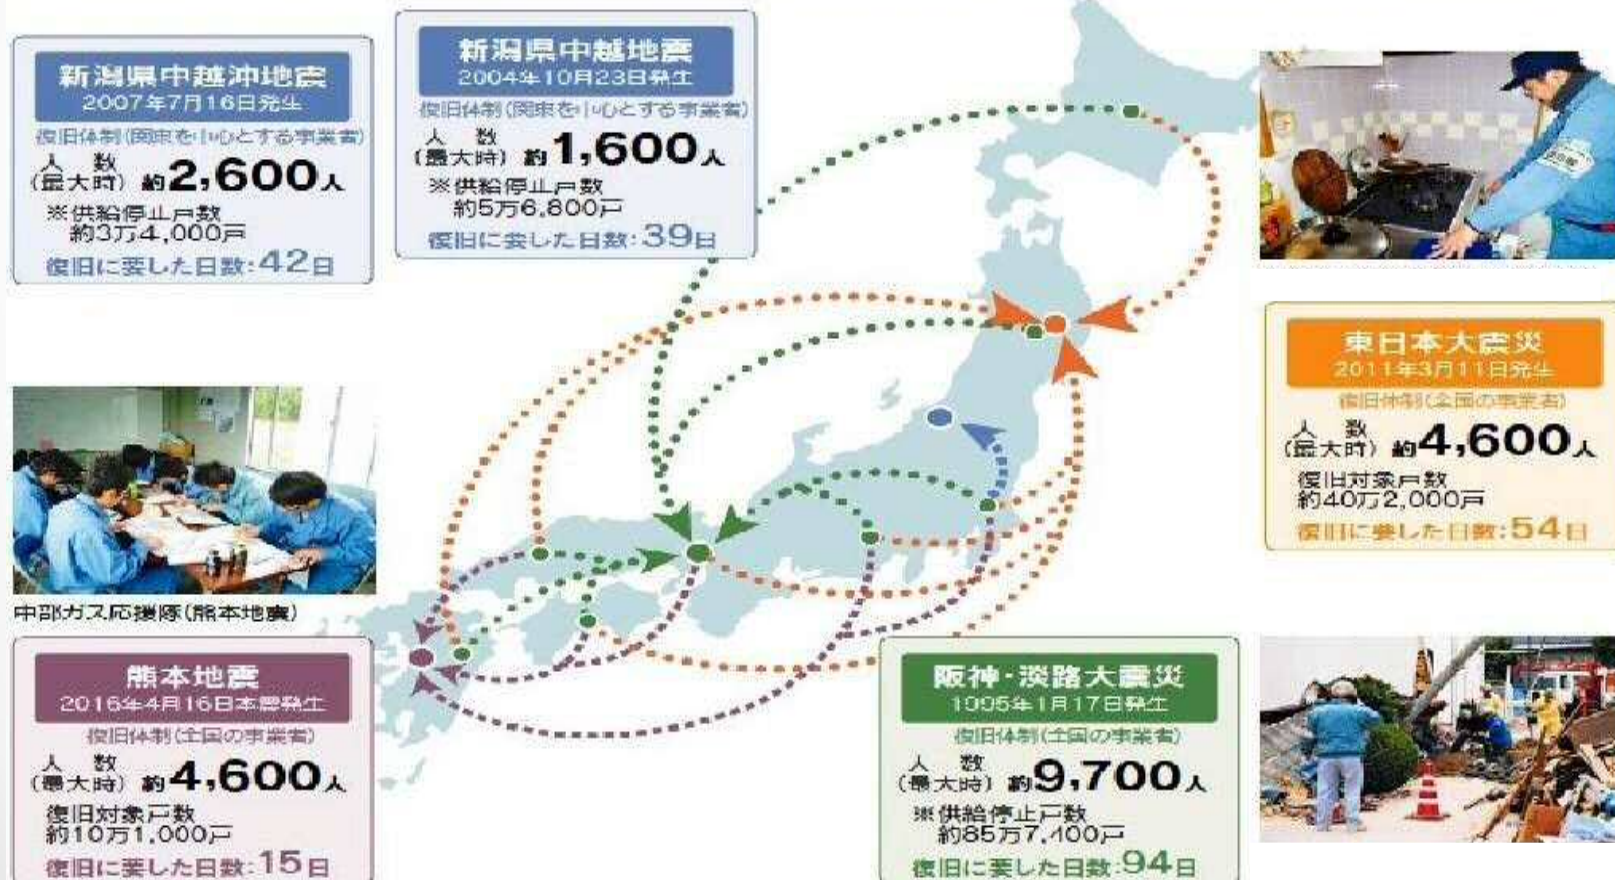 新潟県中越沖地震
2007年7月16日発生
復旧体制(関東を中心とする事業者)
人　数
(最大時) 約2,600人
※供給停止戸数
約3万4,000戸
復旧に要した日数:42日
新潟県中越地震
2004年10月23日発生
復旧体制(関東を中心とする事業者)
人　数
(最大時) 約1,600人
※供給停止戸数
約5万6,800戸
復旧に要した日数:39日
東日本大震災
2011年3月11日発生
復旧体制(全国の事業者)
人　数
(最大時) 約4,600人
復旧対象戸数
約40万2,000戸
復旧に要した日数:54日
中部ガス応援隊(熊本地震)
熊本地震
2016年4月16日本震発生
復旧体制(全国の事業者)
人　数
(最大時) 約4,600人
復旧対象戸数
約10万1,000戸
復旧に要した日数:15日
阪神・淡路大震災
1995年1月17日発生
復旧体制(全国の事業者)
人　数
(最大時) 約9,700人
※供給停止戸数
約85万7,400戸
復旧に要した日数:94日